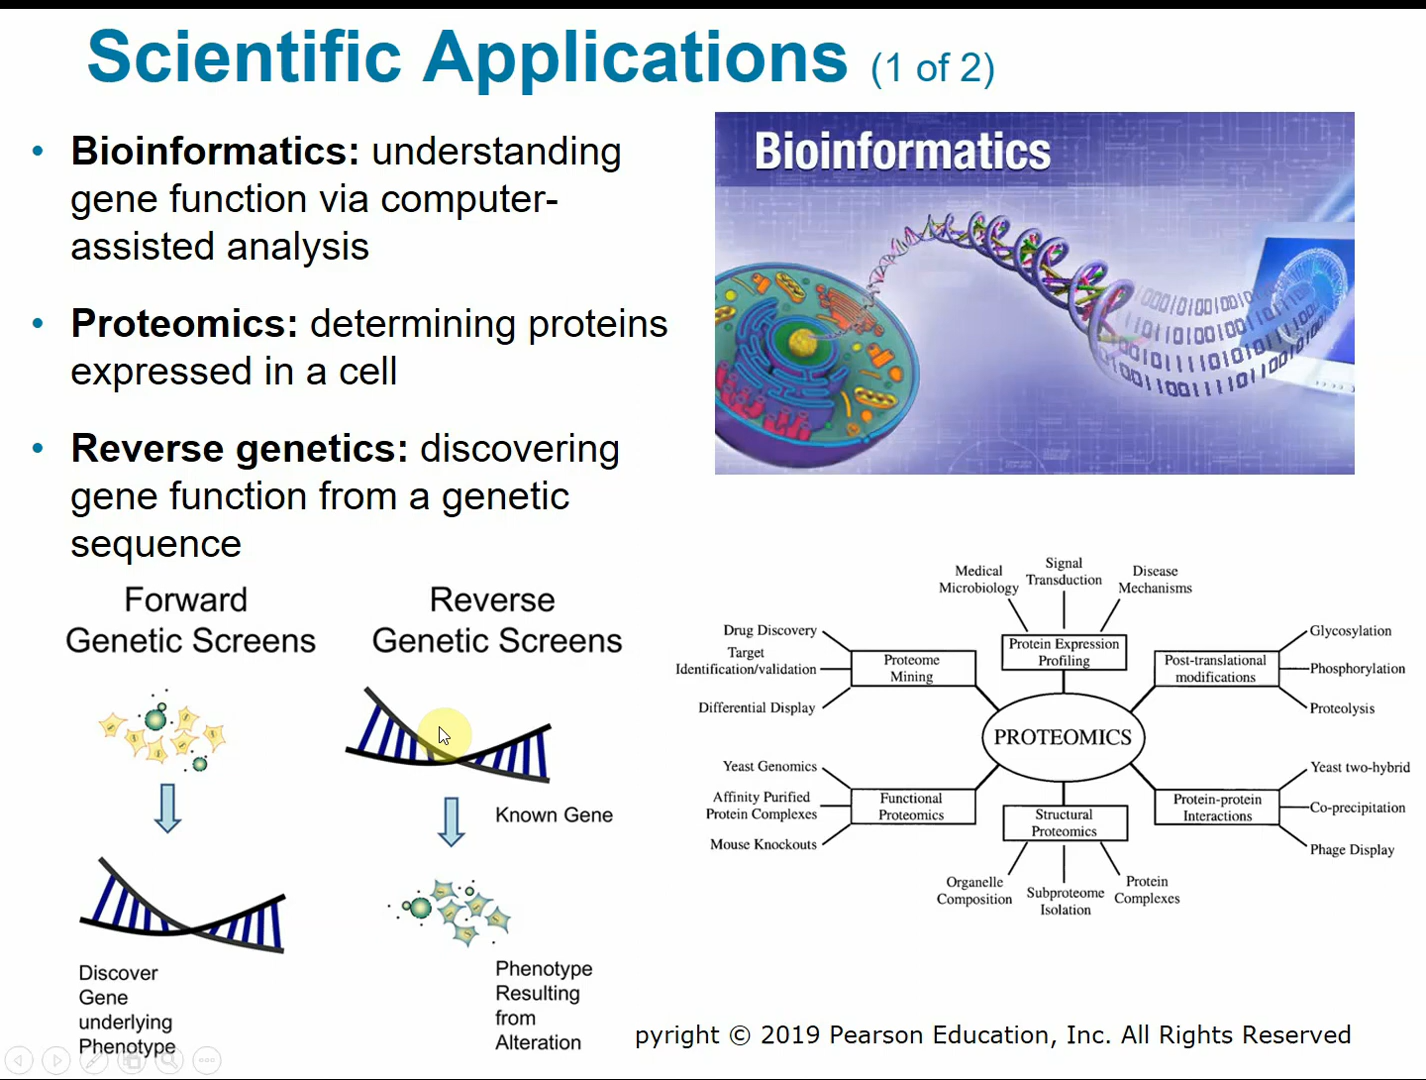 Scientific Applications (1 of 2)
• Bioinformatics: understanding
gene function via computer-
assisted analysis
• Proteomics: determining proteins
expressed in a cell
• Reverse genetics: discovering
gene function from a genetic
sequence
Bioinformatics
Forward
Genetic Screens
Discover
Gene
underlying
Phenotype
Reverse
Genetic Screens
Known Gene
Phenotype
Resulting
from
Alteration
Medical
Microbiology
Signal
Transduction
Disease
Mechanisms
Protein Expression
Profiling
Drug Discovery
Target
Identification/validation
Differential Display
Proteome
Mining
Post-translational
modifications
Glycosylation
Phosphorylation
Proteolysis
PROTEOMICS
Yeast Genomics
Affinity Purified
Protein Complexes
Mouse Knockouts
Functional
Proteomics
Structural
Proteomics
Organelle
Composition
Subproteome
Isolation
Protein
Complexes
Protein-protein
Interactions
Yeast two-hybrid
Co-precipitation
Phage Display
pyright © 2019 Pearson Education, Inc. All Rights Reserved